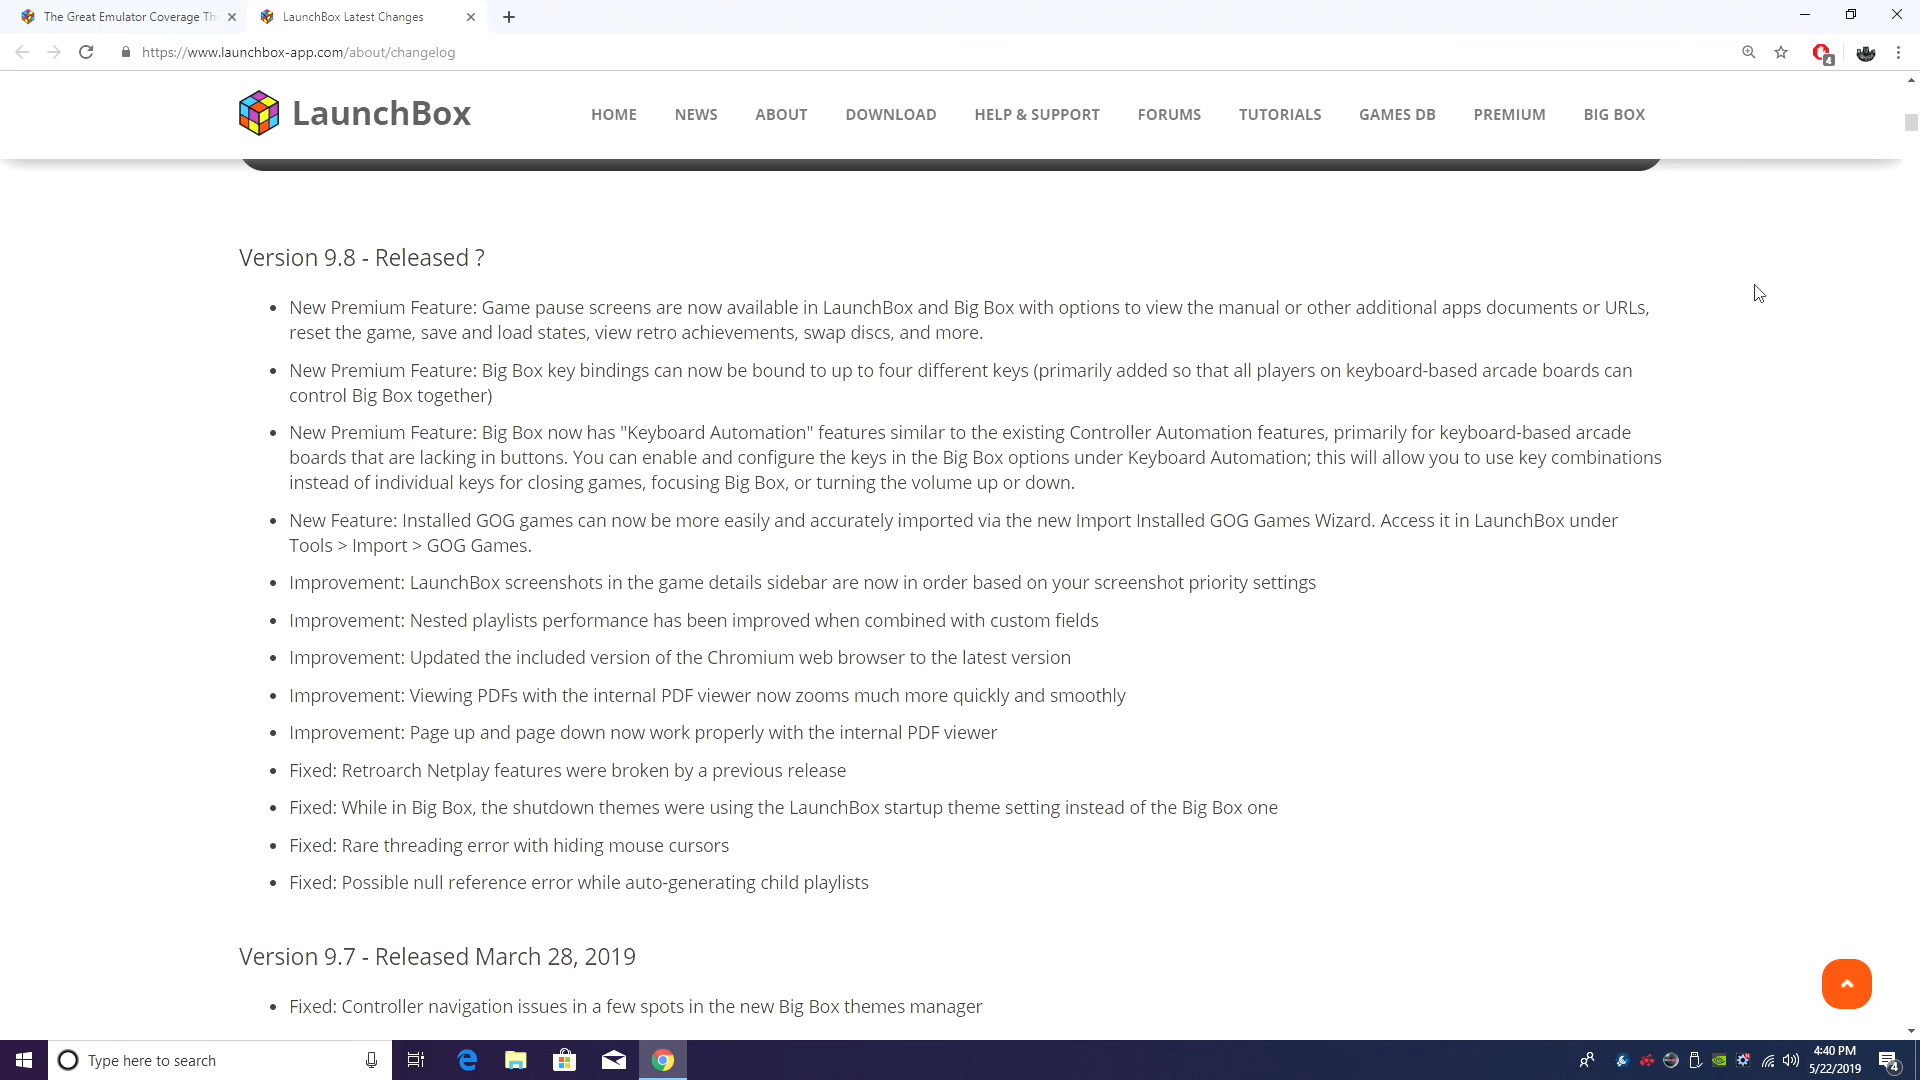 The Great Emulator Coverage Th
LaunchBox Latest Changes
https://www.launchbox-app.com/about/changelog
4
LaunchBox
HOME
NEWS
ABOUT
DOWNLOAD
HELP & SUPPORT
FORUMS
TUTORIALS
GAMES DB
PREMIUM
BIG BOX
Version 9.8 - Released ?
• New Premium Feature: Game pause screens are now available in LaunchBox and Big Box with options to view the manual or other additional apps documents or URLs,
reset the game, save and load states, view retro achievements, swap discs, and more.
• New Premium Feature: Big Box key bindings can now be bound to up to four different keys (primarily added so that all players on keyboard-based arcade boards can
control Big Box together)
• New Premium Feature: Big Box now has "Keyboard Automation" features similar to the existing Controller Automation features, primarily for keyboard-based arcade
boards that are lacking in buttons. You can enable and configure the keys in the Big Box options under Keyboard Automation; this will allow you to use key combinations
instead of individual keys for closing games, focusing Big Box, or turning the volume up or down.
• New Feature: Installed GOG games can now be more easily and accurately imported via the new Import Installed GOG Games Wizard. Access it in LaunchBox under
Tools > Import > GOG Games.
• Improvement: LaunchBox screenshots in the game details sidebar are now in order based on your screenshot priority settings
• Improvement: Nested playlists performance has been improved when combined with custom fields
• Improvement: Updated the included version of the Chromium web browser to the latest version
• Improvement: Viewing PDFs with the internal PDF viewer now zooms much more quickly and smoothly
• Improvement: Page up and page down now work properly with the internal PDF viewer
• Fixed: Retroarch Netplay features were broken by a previous release
• Fixed: While in Big Box, the shutdown themes were using the LaunchBox startup theme setting instead of the Big Box one
• Fixed: Rare threading error with hiding mouse cursors
• Fixed: Possible null reference error while auto-generating child playlists
Version 9.7 - Released March 28, 2019
• Fixed: Controller navigation issues in a few spots in the new Big Box themes manager
Type here to search
4:40 PM
5/22/2019
4